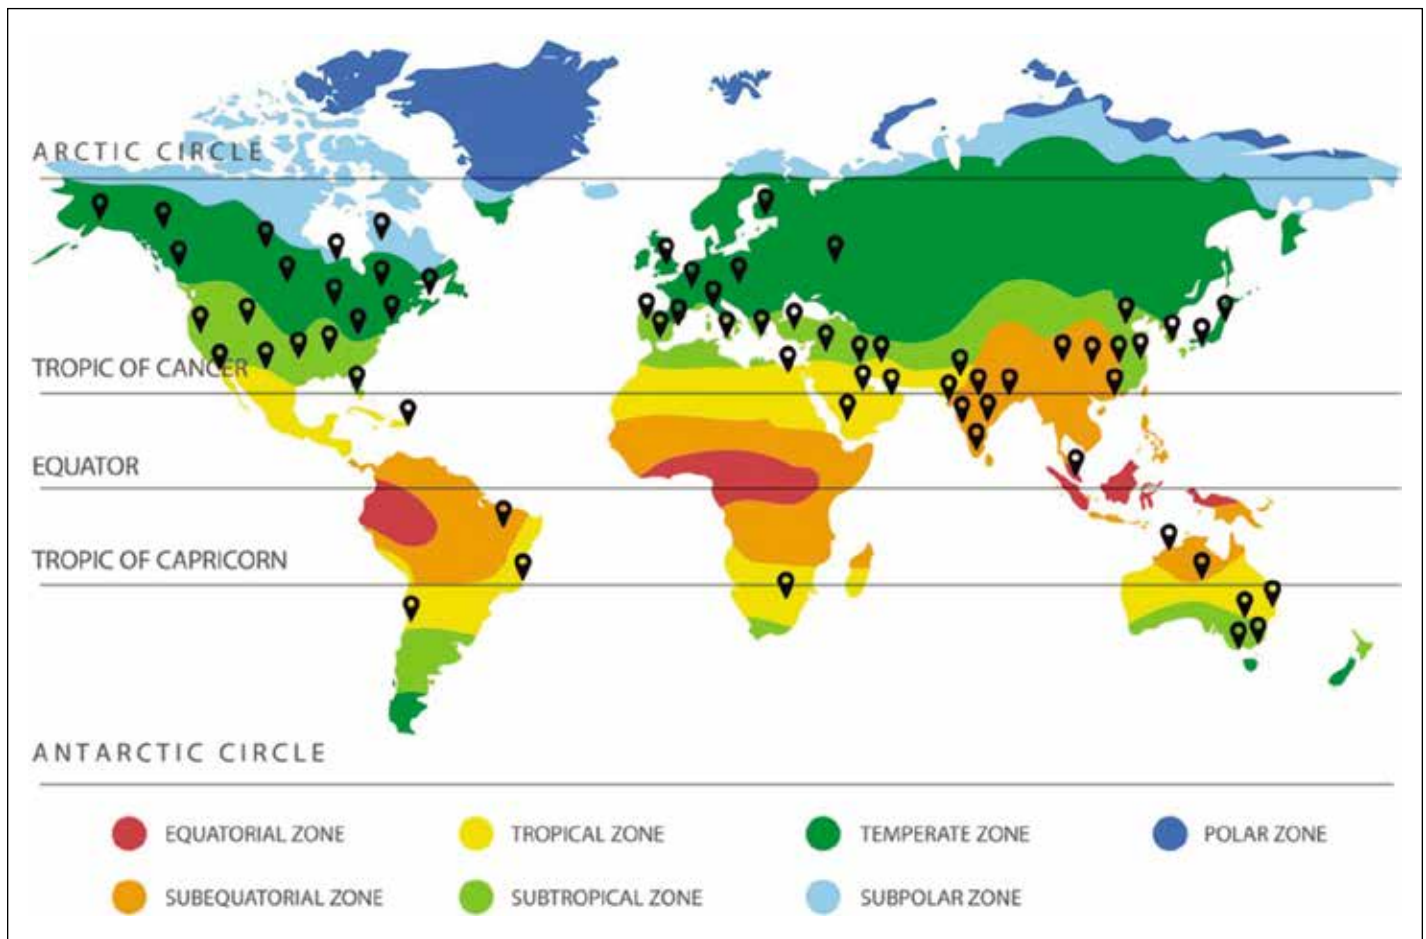 ARCTIC CIRCLE
TROPIC OF CANCER
EQUATOR
TROPIC OF CAPRICORN
ANTARCTIC CIRCLE
EQUATORIAL ZONE
TROPICAL ZONE
TEMPERATE ZONE
POLAR ZONE
SUBEQUATORIAL ZONE
SUBTROPICAL ZONE
SUBPOLAR ZONE